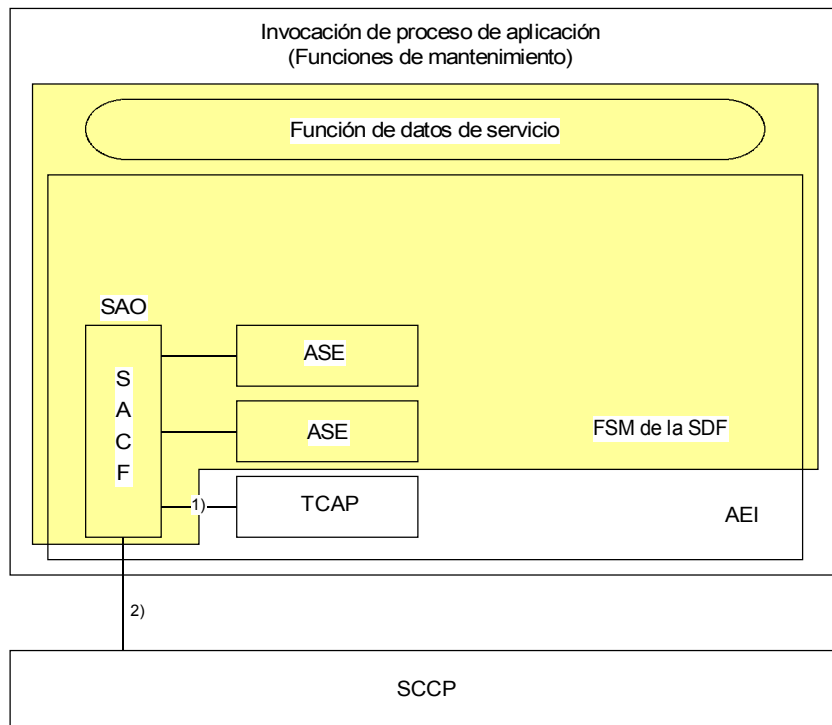 Invocación de proceso de aplicación
(Funciones de mantenimiento)
Función de datos de servicio
SAO
S
A
C
F
ASE
ASE
FSM de la SDF
1)
TCAP
AEI
2)
SCCP